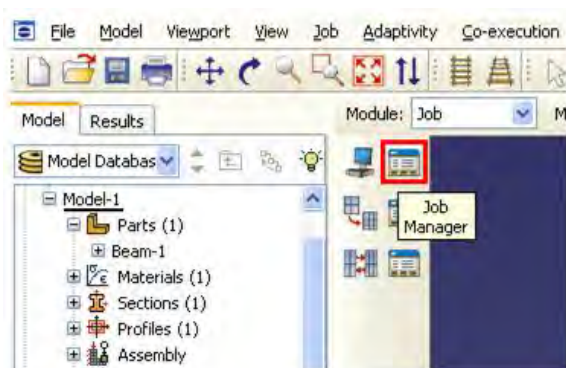 File Model Viewport View Job Adaptivity Co-execution
Model Results
Module: Job M
Model Databas
Model-1
Parts (1)
Beam-1
Job
Manager
Materials (1)
Sections (1)
Profiles (1)
Assembly